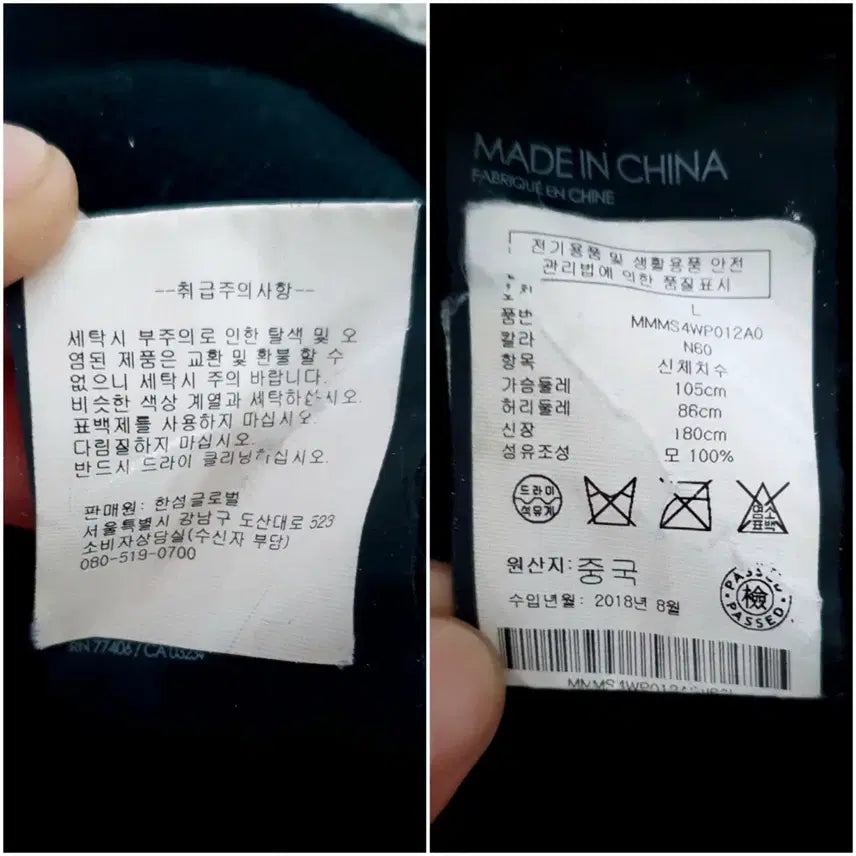 --취급주의사항--
세탁시 부주의로 인한 탈색 및 오
염된 제품은 교환 및 환불 할 수
없으니 세탁시 주의 바랍니다.
비슷한 색상 계열과 세탁하십시오.
표백제를 사용하지 마십시오.
다림질하지 마십시오.
반드시 드라이 클리닝하십시오.
판매원: 한섬글로벌
서울특별시 강남구 도산대로 523
소비자상담실(수신자 부담)
080-519-0700
RN 77406 / CA
MADE IN CHINA
FABRIQUÉ EN CHINE
전기용품 및 생활용품 안전
관리법에 의한 품질표시
L
품번 MMMS4WP012A0
칼라 N60
항목 신체치수
가슴둘레 105cm
허리둘레 86cm
신장 180cm
섬유조성 모 100%
드라이
석유계
염소
표백
원산지: 중국
수입년월: 2018년 8월
PASSED
檢
PASSED